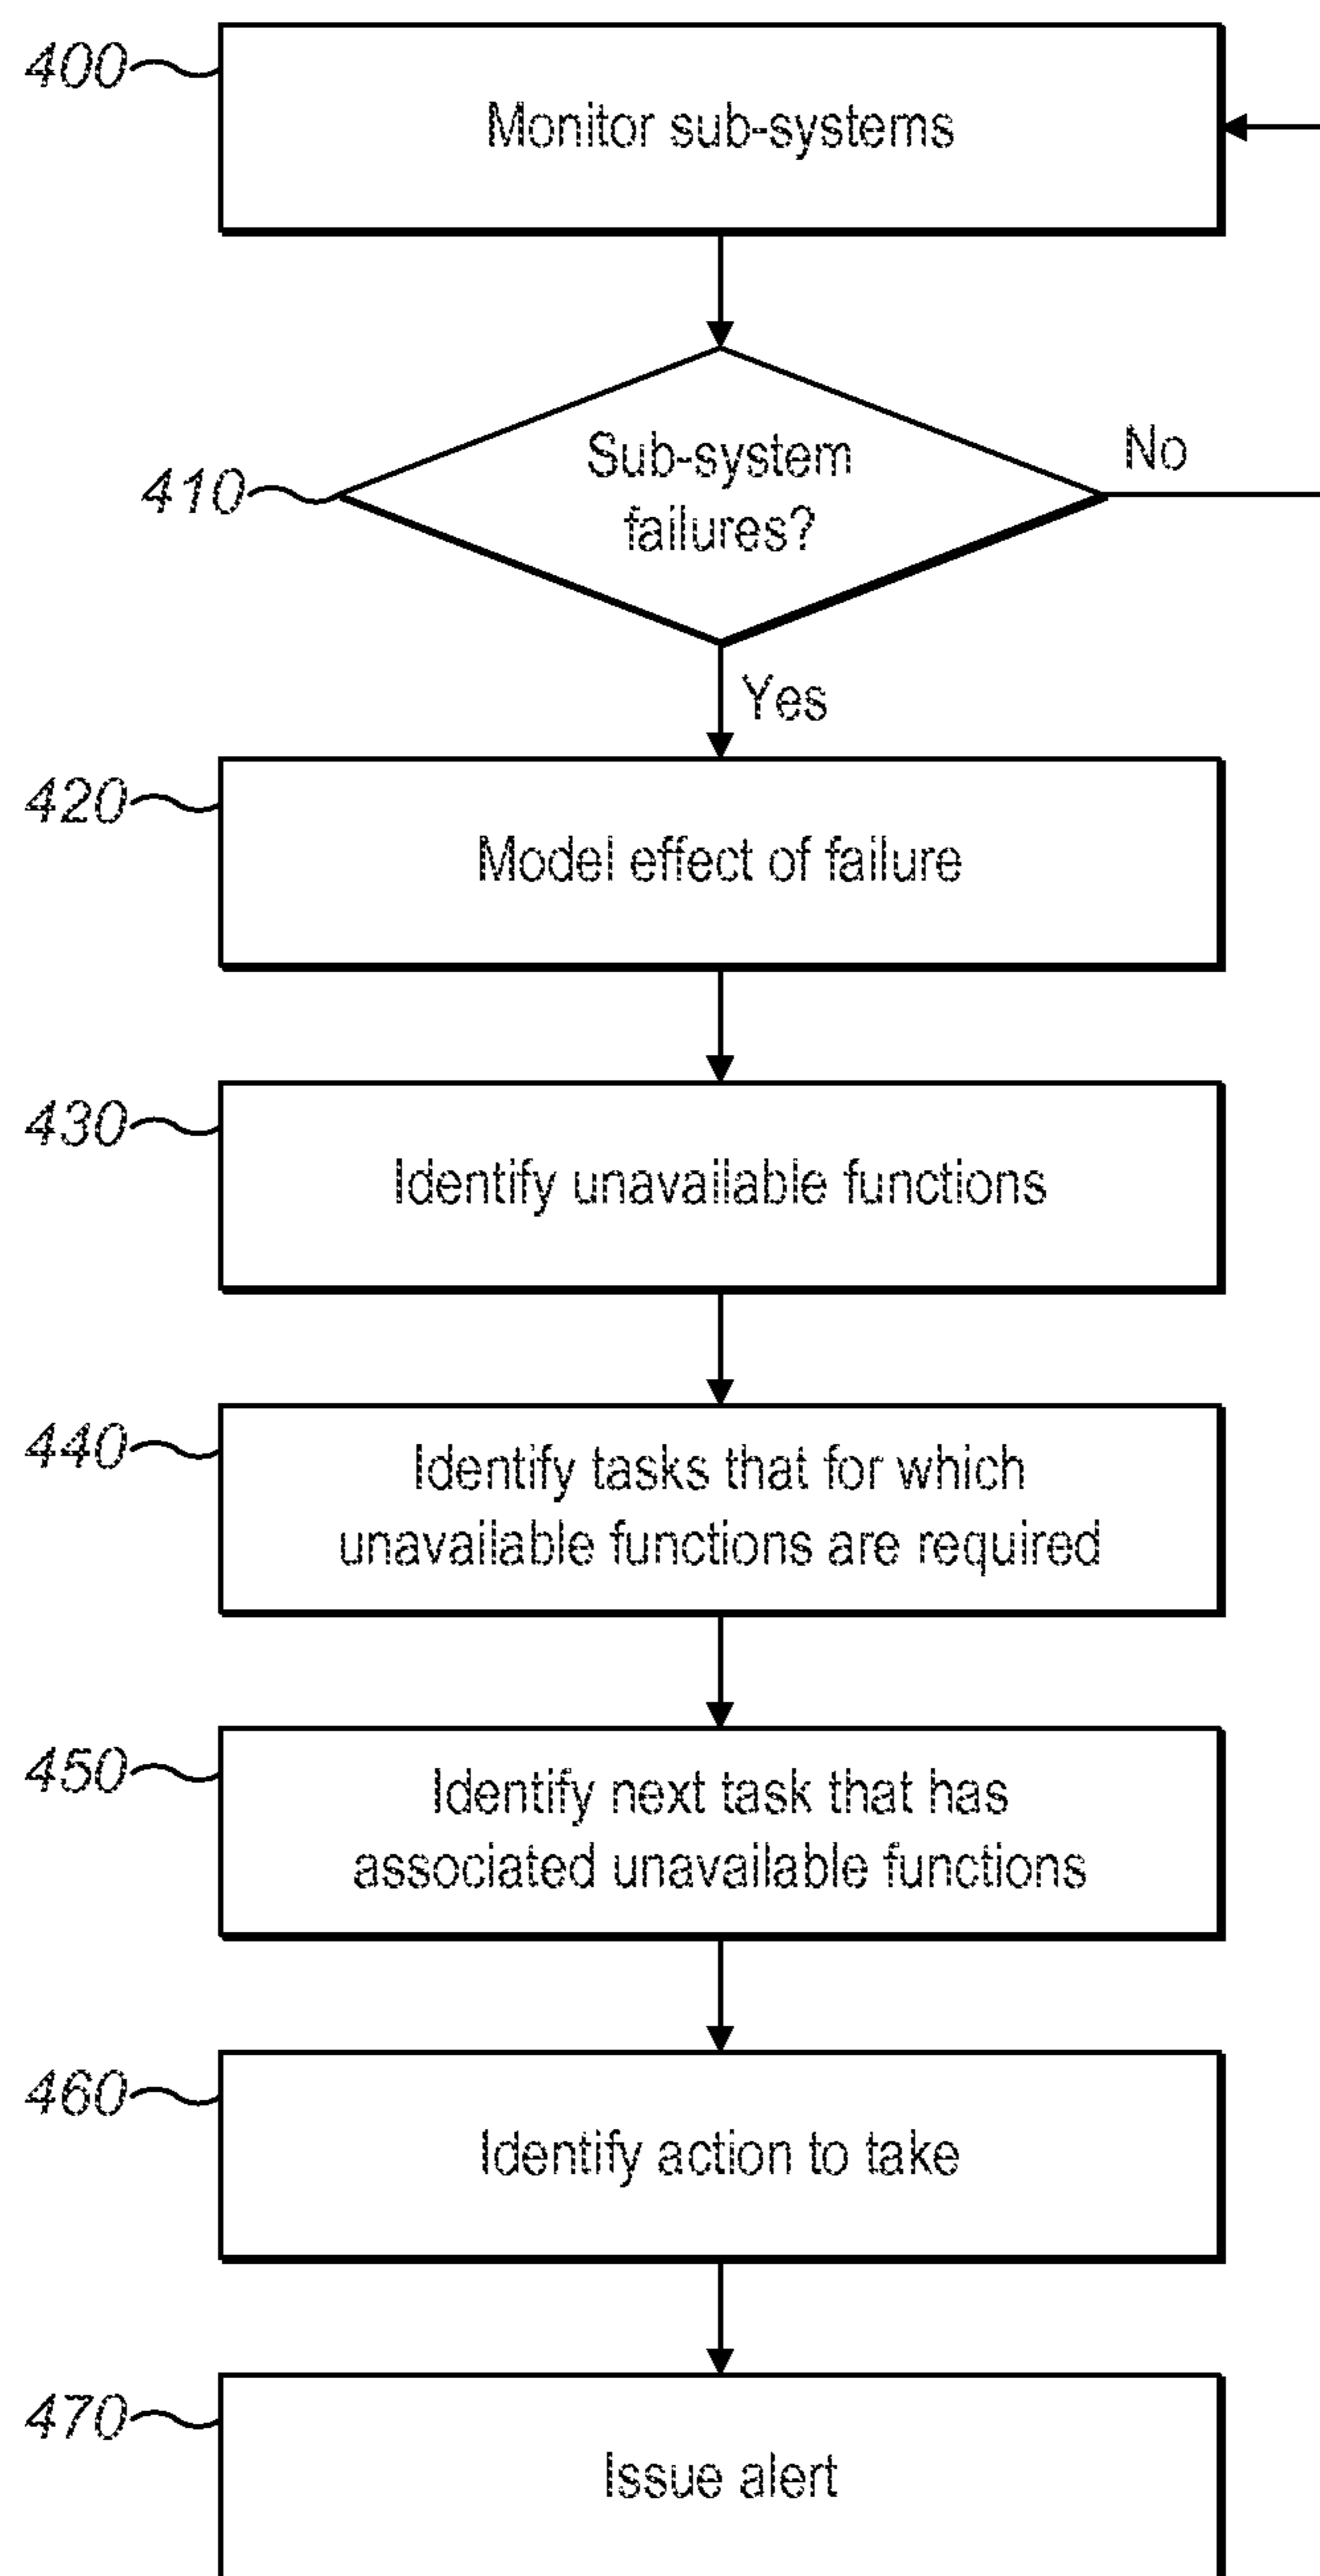 400
Monitor sub-systems
410
Sub-system
failures?
No
Yes
420
Model effect of failure
430
Identify unavailable functions
440
Identify tasks that for which
unavailable functions are required
450
Identify next task that has
associated unavailable functions
460
Identify action to take
470
Issue alert